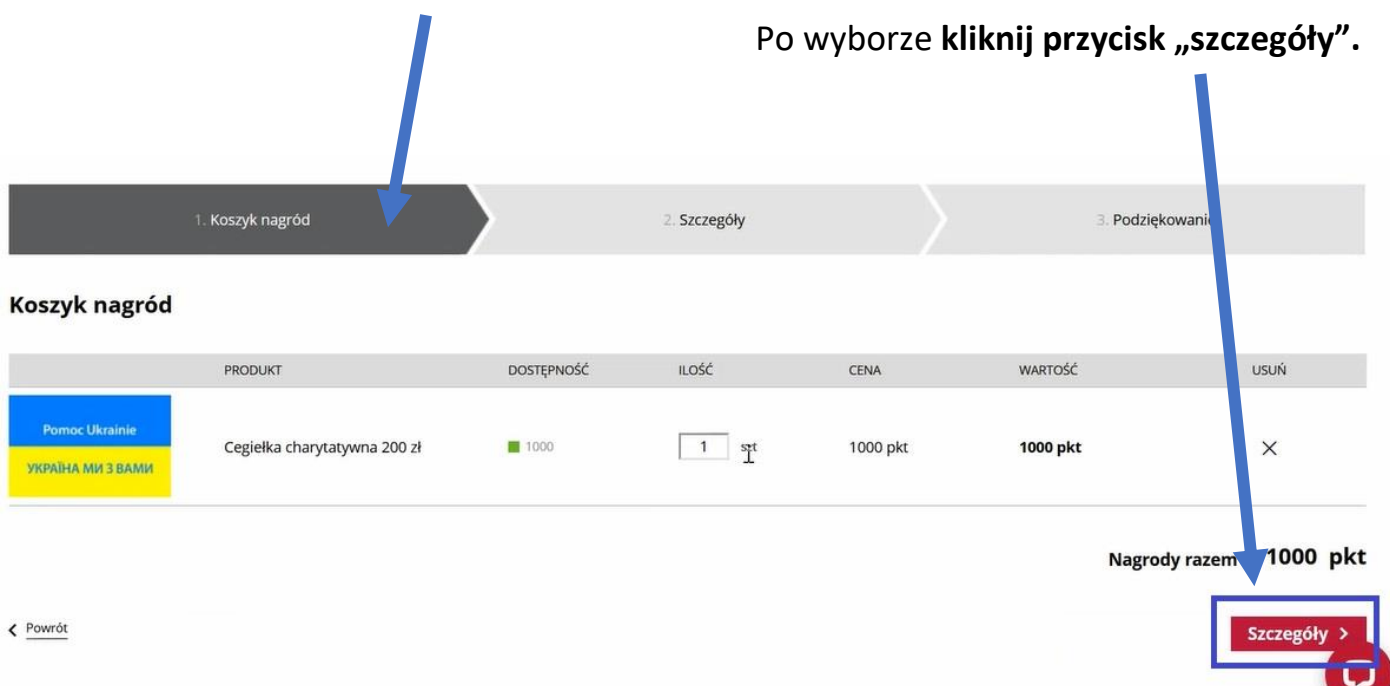 Po wyborze kliknij przycisk „szczegóły”.
1. Koszyk nagród
2. Szczegóły
3. Podziękowanie
Koszyk nagród
PRODUKT DOSTĘPNOŚĆ ILOŚĆ CENA WARTOŚĆ USUŃ
Pomoc Ukrainie
УКРАЇНА МИ З ВАМИ
Cegiełka charytatywna 200 zł 1000 1 szt 1000 pkt 1000 pkt
Nagrody razem 1000 pkt
Powrót
Szczegóły